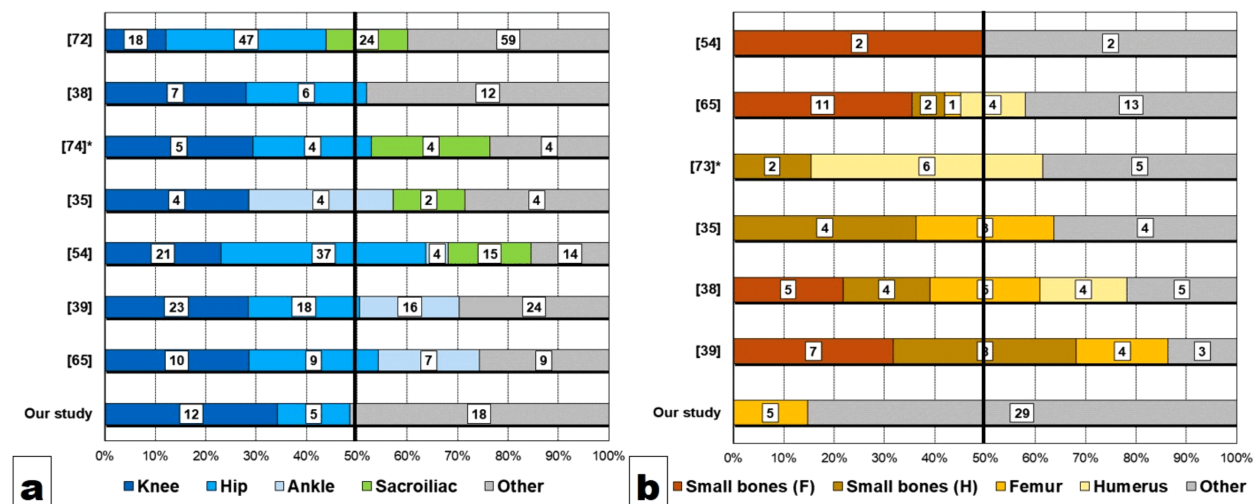 [72] 18 47 24 59
[38] 7 6 12
[74]* 5 4 4 4
[35] 4 4 2 4
[54] 21 37 4 15 14
[39] 23 18 16 24
[65] 10 9 7 9
Our study 12 5 18
0% 10% 20% 30% 40% 50% 60% 70% 80% 90% 100%
a Knee Hip Ankle Sacroiliac Other
[54] 2 2
[65] 11 2 1 4 13
[73]* 2 6 5
[35] 4 3 4
[38] 5 4 5 4 5
[39] 7 8 4 3
Our study 5 29
0% 10% 20% 30% 40% 50% 60% 70% 80% 90% 100%
b Small bones (F) Small bones (H) Femur Humerus Other